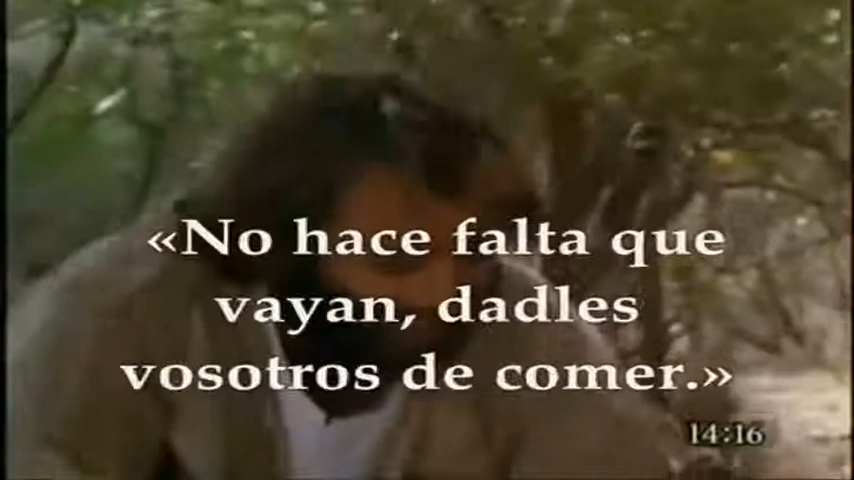 «No hace falta que
vayan, dadles
vosotros de comer.»
14:16